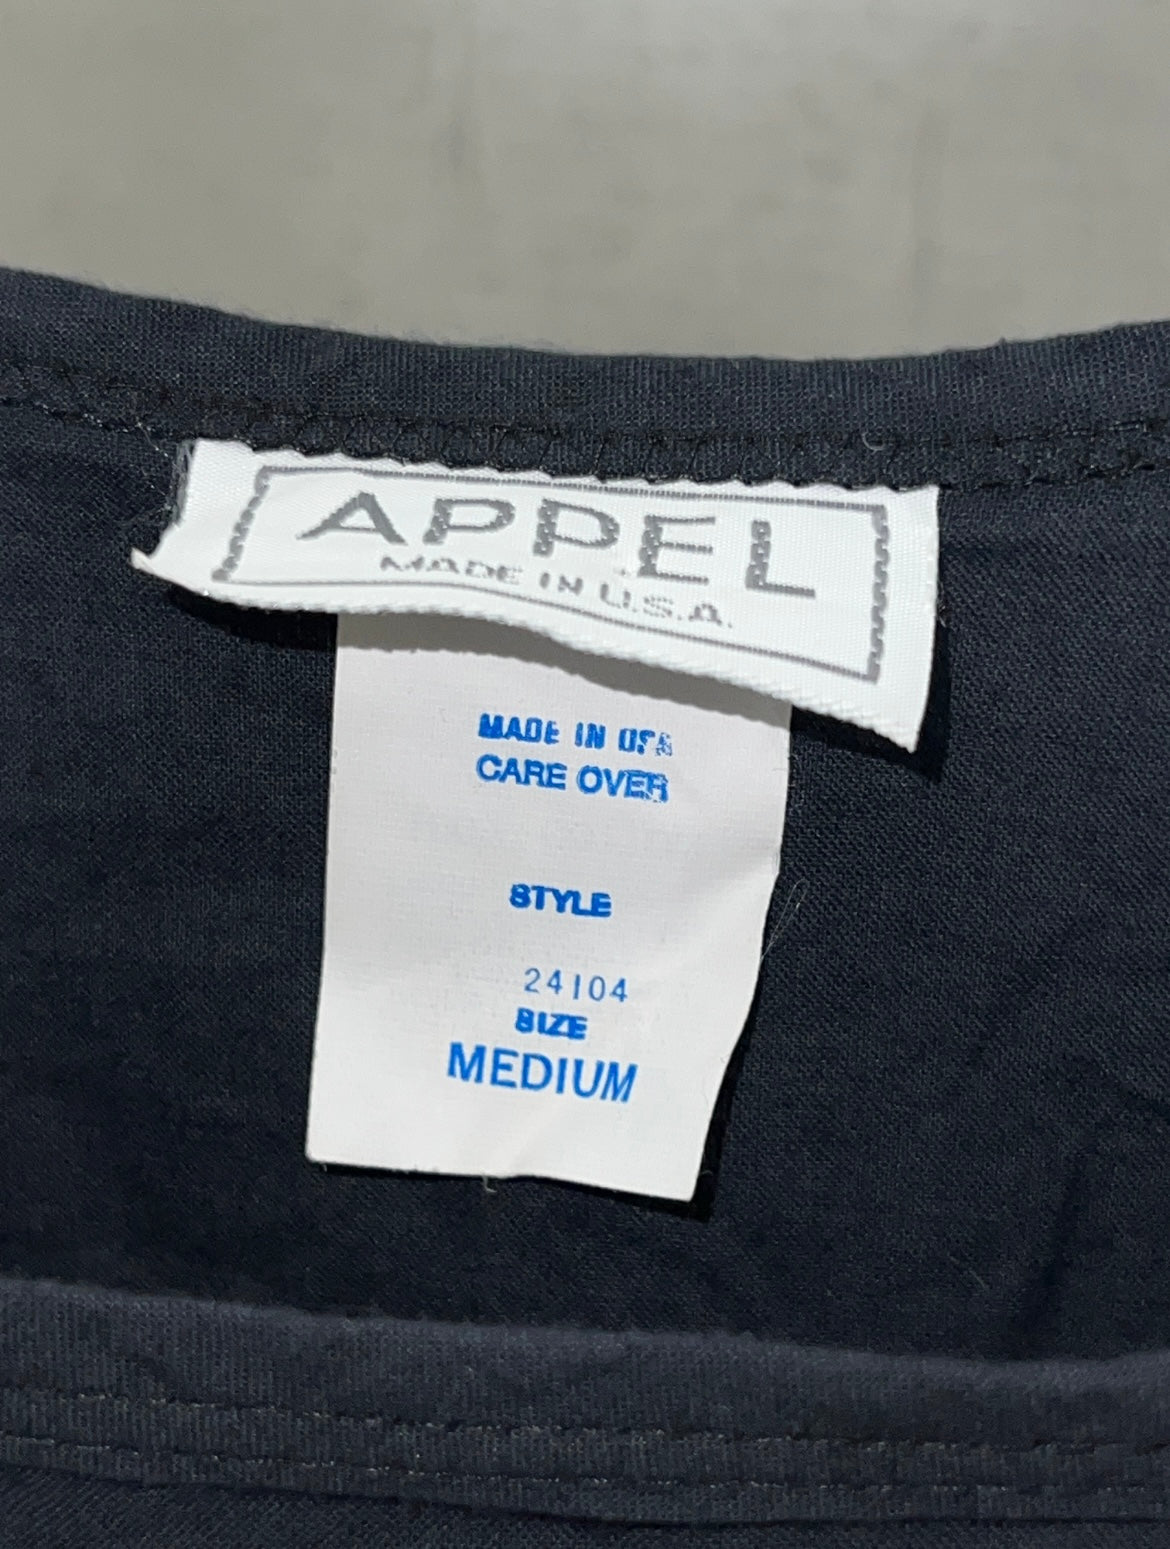 APPEL
MADE IN U.S.A.
MADE IN USA
CARE OVER
STYLE
24104
SIZE
MEDIUM